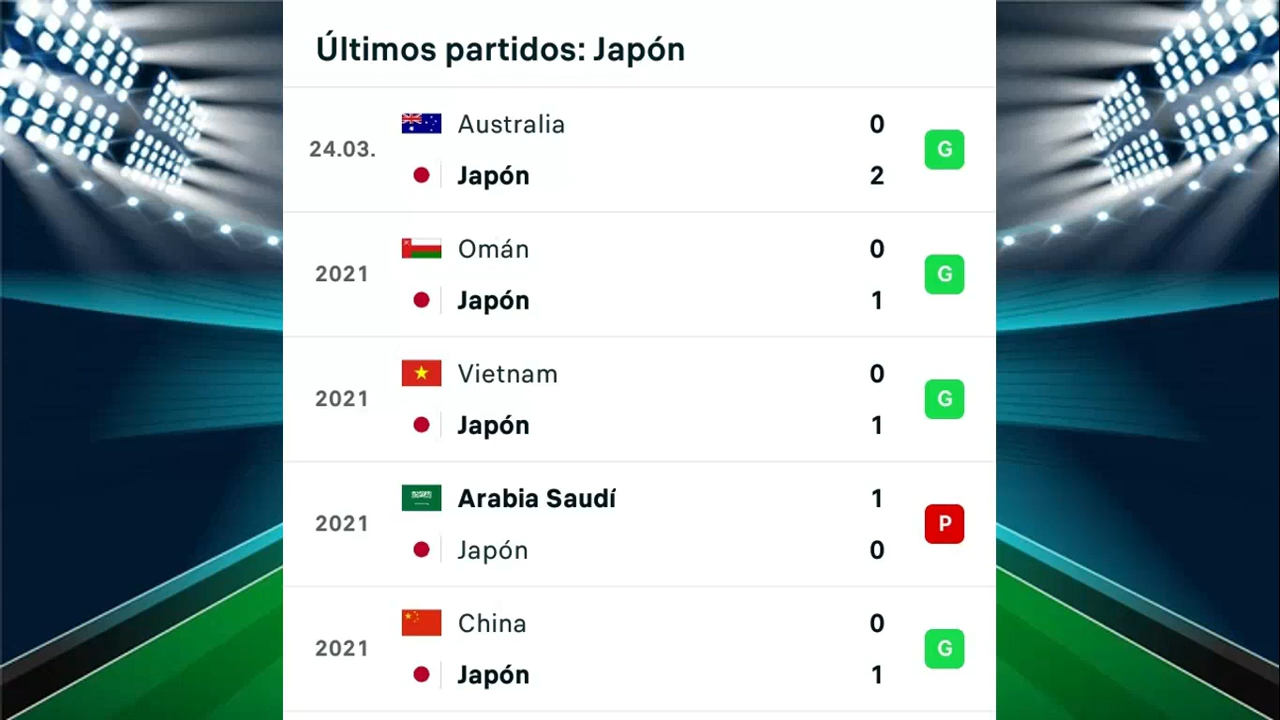 Últimos partidos: Japón
24.03.
Australia 0
Japón 2
G
2021
Omán 0
Japón 1
G
2021
Vietnam 0
Japón 1
G
2021
Arabia Saudí 1
Japón 0
P
2021
China 0
Japón 1
G